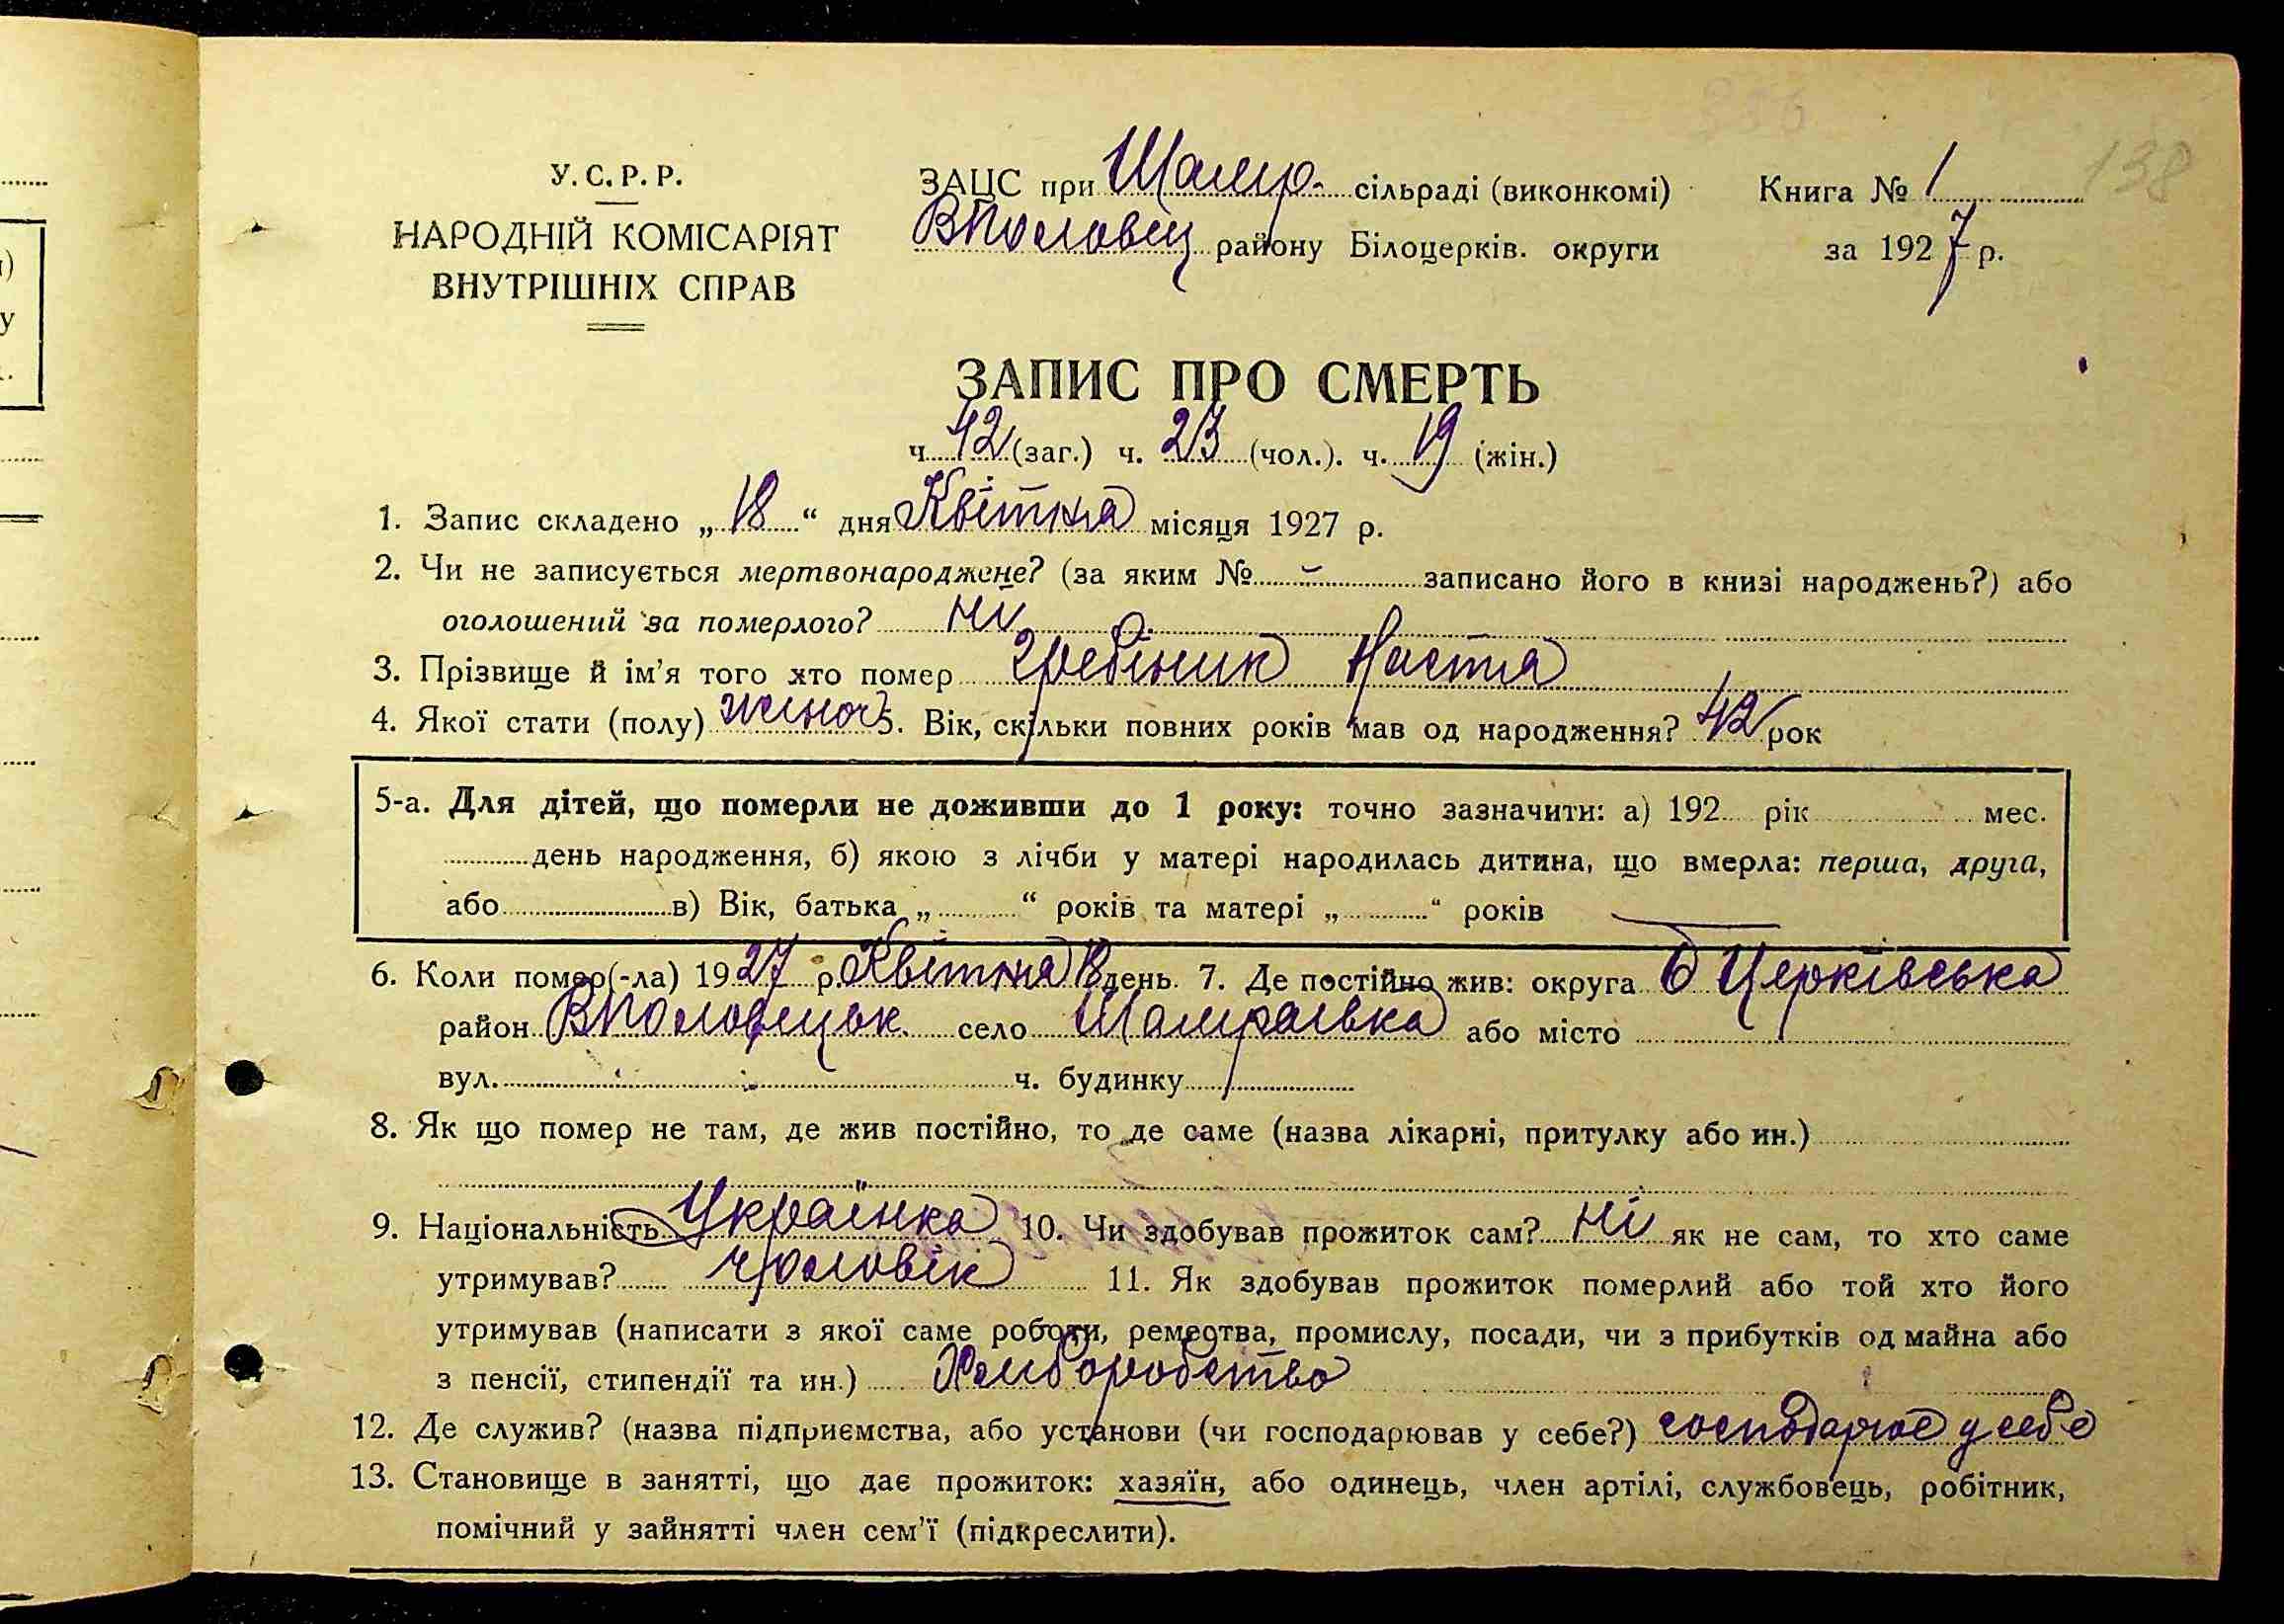 138
У.С.Р.Р.
НАРОДНІЙ КОМІСАРІЯТ
ВНУТРІШНІХ СПРАВ
ЗАЦС при Шамр. сільраді (виконкомі)
ВПоловец району Білоцерків. округи
Книга № 1
за 1927 р.
ЗАПИС ПРО СМЕРТЬ
ч. 42 (заг.) ч. 23 (чол.). ч. 19 (жін.)
1. Запис складено „ 18 “ дня Квітня місяця 1927 р.
2. Чи не записується мертвонароджене? (за яким № - записано його в книзі народжень?) або
оголошений за померлого? ні
3. Прізвище й ім’я того хто помер Гребіник Настя
4. Якої стати (полу) жіноч 5. Вік, скільки повних років мав од народження? 42 рок
5-а. Для дітей, що померли не доживши до 1 року: точно зазначити: а) 192 рік мес.
день народження, б) якою з лічби у матері народилась дитина, що вмерла: перша, друга,
або в) Вік, батька „ “ років та матері „ “ років
6. Коли помер(-ла) 1927 р. Квітня 18 день. 7. Де постійно жив: округа Б Церківська
район ВПоловецьк. село Шамраївка або місто
вул. ч. будинку
8. Як що помер не там, де жив постійно, то де саме (назва лікарні, притулку або ин.)
9. Національність Українка 10. Чи здобував прожиток сам? Ні як не сам, то хто саме
утримував? чоловік 11. Як здобував прожиток померлий або той хто його
утримував (написати з якої саме роботи, ремества, промислу, посади, чи з прибутків од майна або
з пенсії, стипендії та ин.) Хліборобство
12. Де служив? (назва підприємства, або установи (чи господарював у себе?) господарює у себе
13. Становище в занятті, що дає прожиток: хазяїн, або одинець, член артілі, службовець, робітник,
помічний у зайнятті член сем’ї (підкреслити).